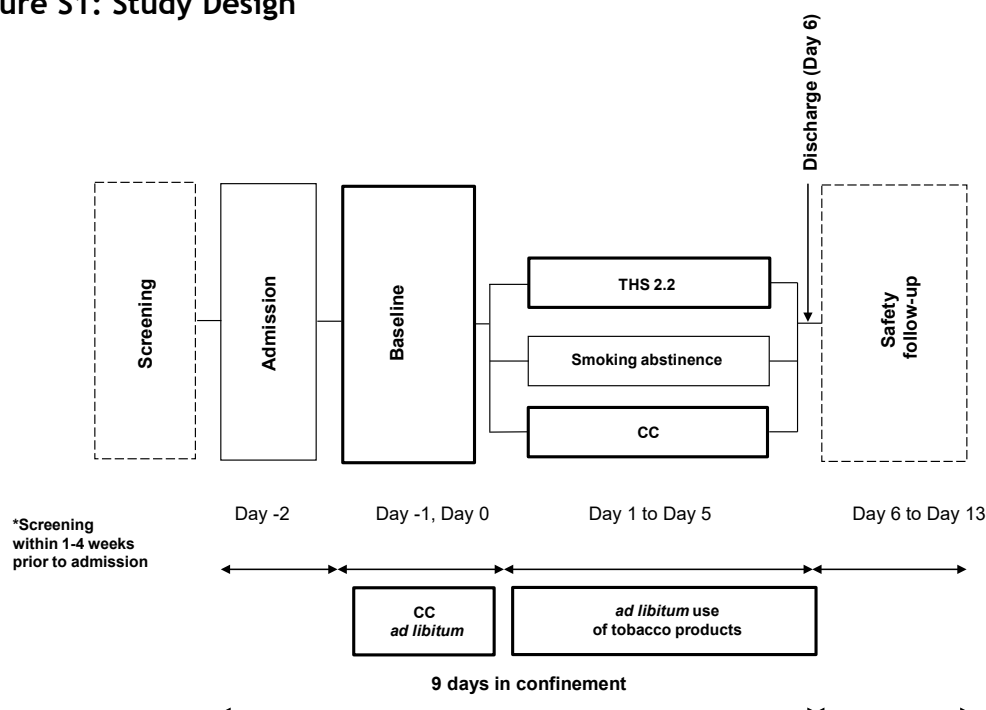 ure S1: Study Design
Discharge (Day 6)
Screening
Admission
Baseline
THS 2.2
Smoking abstinence
CC
Safety
follow-up
*Screening
within 1-4 weeks
prior to admission
Day -2
Day -1, Day 0
Day 1 to Day 5
Day 6 to Day 13
CC
ad libitum
ad libitum use
of tobacco products
9 days in confinement